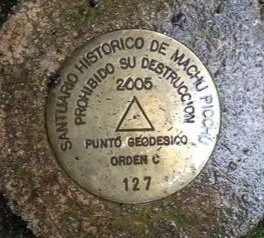 SANTUARIO HISTORICO DE MACHU PICCHU
PROHIBIDO SU DESTRUCCION
2005
PUNTO GEODESICO
ORDEN C
127